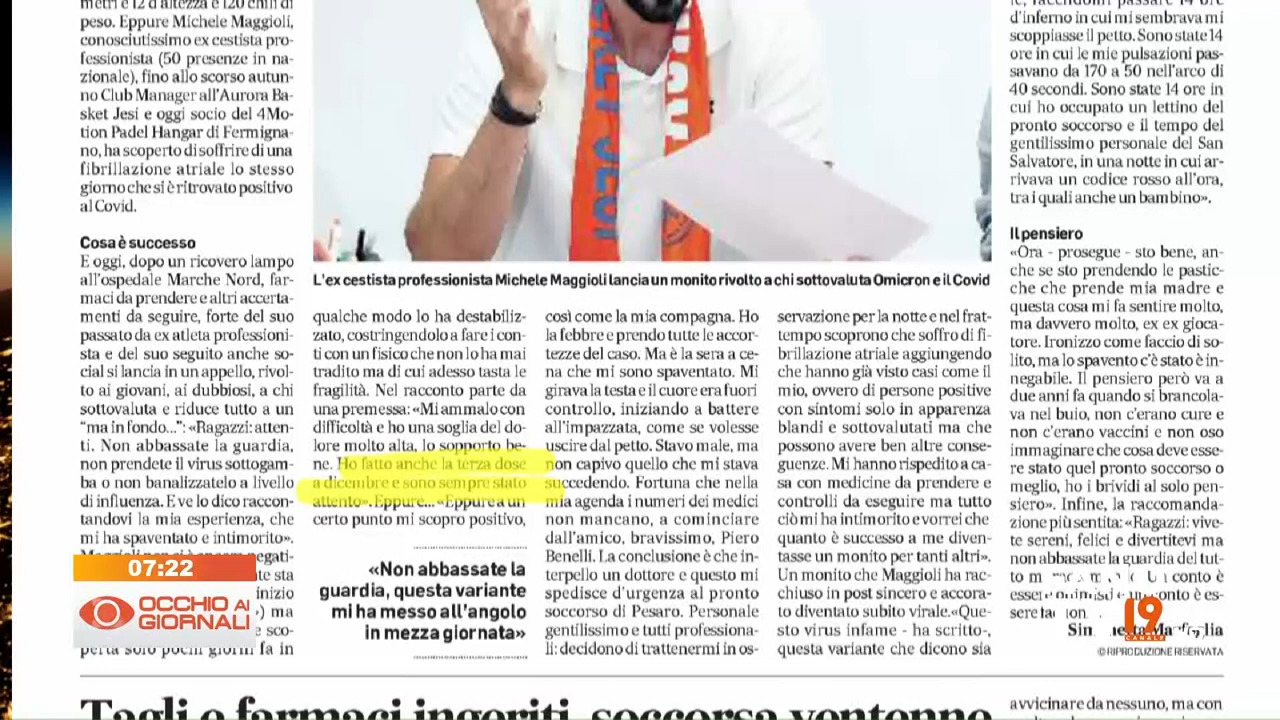 metri e 12 d'altezza e 120 chili di
peso. Eppure Michele Maggioli,
conosciutissimo ex cestista pro-
fessionista (50 presenze in na-
zionale), fino allo scorso autun-
no Club Manager all'Aurora Ba-
sket Jesi e oggi socio del 4Mo-
tion Padel Hangar di Fermigna-
no, ha scoperto di soffrire di una
fibrillazione atriale lo stesso
giorno che si è ritrovato positivo
al Covid.
Cosa è successo
E oggi, dopo un ricovero lampo
all'ospedale Marche Nord, far-
maci da prendere e altri accerta-
menti da seguire, forte del suo
passato da ex atleta professioni-
sta e del suo seguito anche so-
cial si lancia in un appello, rivol-
to ai giovani, ai dubbiosi, a chi
sottovaluta e riduce tutto a un
“ma in fondo...”: «Ragazzi: atten-
ti. Non abbassate la guardia,
non prendete il virus sottogam-
ba o non banalizzatelo a livello
di influenza. E ve lo dico raccon-
tandovi la mia esperienza, che
mi ha spaventato e intimorito».
Maggioli non si è ancora negati-
te sta
inizio
») ma
e sco-
perta solo pochi giorni fa in
L'ex cestista professionista Michele Maggioli lancia un monito rivolto a chi sottovaluta Omicron e il Covid
qualche modo lo ha destabiliz-
zato, costringendolo a fare i con-
ti con un fisico che non lo ha mai
tradito ma di cui adesso tasta le
fragilità. Nel racconto parte da
una premessa: «Mi ammalo con
difficoltà e ho una soglia del do-
lore molto alta, lo sopporto be-
ne. Ho fatto anche la terza dose
a dicembre e sono sempre stato
attento». Eppure... «Eppure a un
certo punto mi scopro positivo,
«Non abbassate la
guardia, questa variante
mi ha messo all'angolo
in mezza giornata»
così come la mia compagna. Ho
la febbre e prendo tutte le accor-
tezze del caso. Ma è la sera a ce-
na che mi sono spaventato. Mi
girava la testa e il cuore era fuori
controllo, iniziando a battere
all'impazzata, come se volesse
uscire dal petto. Stavo male, ma
non capivo quello che mi stava
succedendo. Fortuna che nella
mia agenda i numeri dei medici
non mancano, a cominciare
dall'amico, bravissimo, Piero
Benelli. La conclusione è che in-
terpello un dottore e questo mi
spedisce d'urgenza al pronto
soccorso di Pesaro. Personale
gentilissimo e tutti professiona-
li: decidono di trattenermi in os-
servazione per la notte e nel frat-
tempo scoprono che soffro di fi-
brillazione atriale aggiungendo
che hanno già visto casi come il
mio, ovvero di persone positive
con sintomi solo in apparenza
blandi e sottovalutati ma che
possono avere ben altre conse-
guenze. Mi hanno rispedito a ca-
sa con medicine da prendere e
controlli da eseguire ma tutto
ciò mi ha intimorito e vorrei che
quanto è successo a me diven-
tasse un monito per tanti altri».
Un monito che Maggioli ha rac-
chiuso in post sincero e accora-
to diventato subito virale.«Que-
sto virus infame - ha scritto-,
questa variante che dicono sia
le, facendomi passare 14 ore
d'inferno in cui mi sembrava mi
scoppiasse il petto. Sono state 14
ore in cui le mie pulsazioni pas-
savano da 170 a 50 nell'arco di
40 secondi. Sono state 14 ore in
cui ho occupato un lettino del
pronto soccorso e il tempo del
gentilissimo personale del San
Salvatore, in una notte in cui ar-
rivava un codice rosso all'ora,
tra i quali anche un bambino».
Il pensiero
«Ora - prosegue - sto bene, an-
che se sto prendendo le pastic-
che che prende mia madre e
questa cosa mi fa sentire molto,
ma davvero molto, ex ex gioca-
tore. Ironizzo come faccio di so-
lito, ma lo spavento c'è stato è in-
negabile. Il pensiero però va a
due anni fa quando si brancola-
va nel buio, non c'erano cure e
non c'erano vaccini e non oso
immaginare che cosa deve esse-
re stato quel pronto soccorso o
meglio, ho i brividi al solo pen-
siero». Infine, la raccomanda-
zione più sentita: «Ragazzi: vive-
te sereni, felici e divertitevi ma
non abbassate la guardia del tut-
to conto è
esser conto è es-
sere
©RIPRODUZIONE RISERVATA
Tagli e farmaci ingeriti, soccorsa ventenne
avvicinare da nessuno, ma con
07:22
OCCHIO AI
GIORNALI
19
CANALE